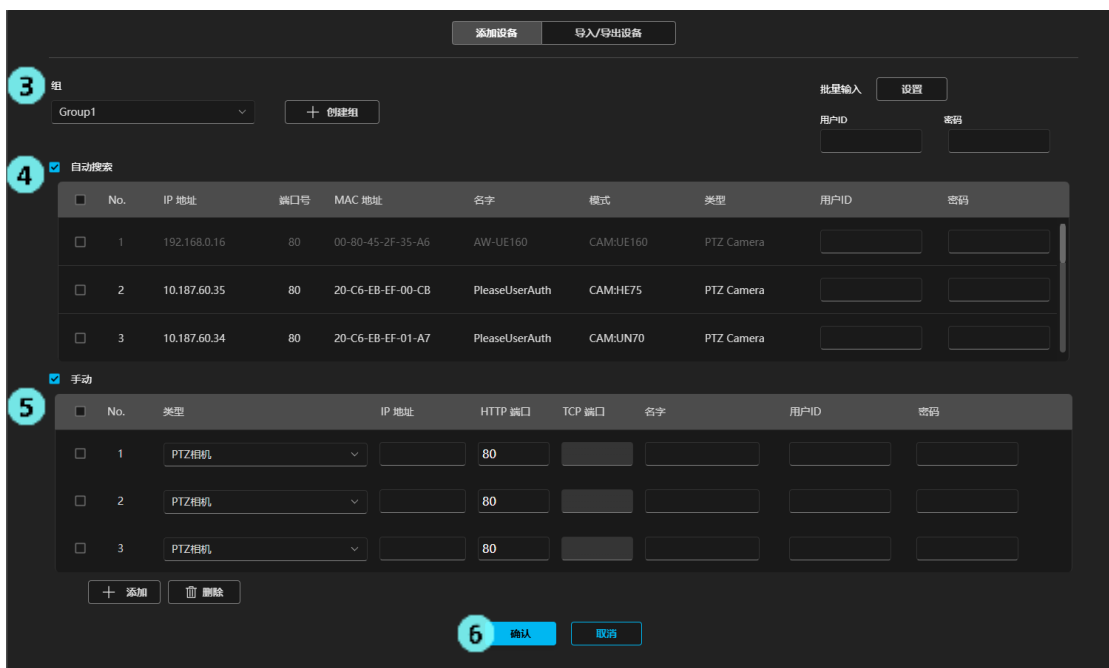 添加设备 导入/导出设备
3 组 批量输入 设置
Group1 创建组 用户ID 密码
4 自动搜索
No. IP 地址 端口号 MAC 地址 名字 模式 类型 用户ID 密码
1 192.168.0.16 80 00-80-45-2F-35-A6 AW-UE160 CAM:UE160 PTZ Camera
2 10.187.60.35 80 20-C6-EB-EF-00-CB PleaseUserAuth CAM:HE75 PTZ Camera
3 10.187.60.34 80 20-C6-EB-EF-01-A7 PleaseUserAuth CAM:UN70 PTZ Camera
手动
5 No. 类型 IP 地址 HTTP 端口 TCP 端口 名字 用户ID 密码
1 PTZ相机 80
2 PTZ相机 80
3 PTZ相机 80
添加 删除
6 确认 取消